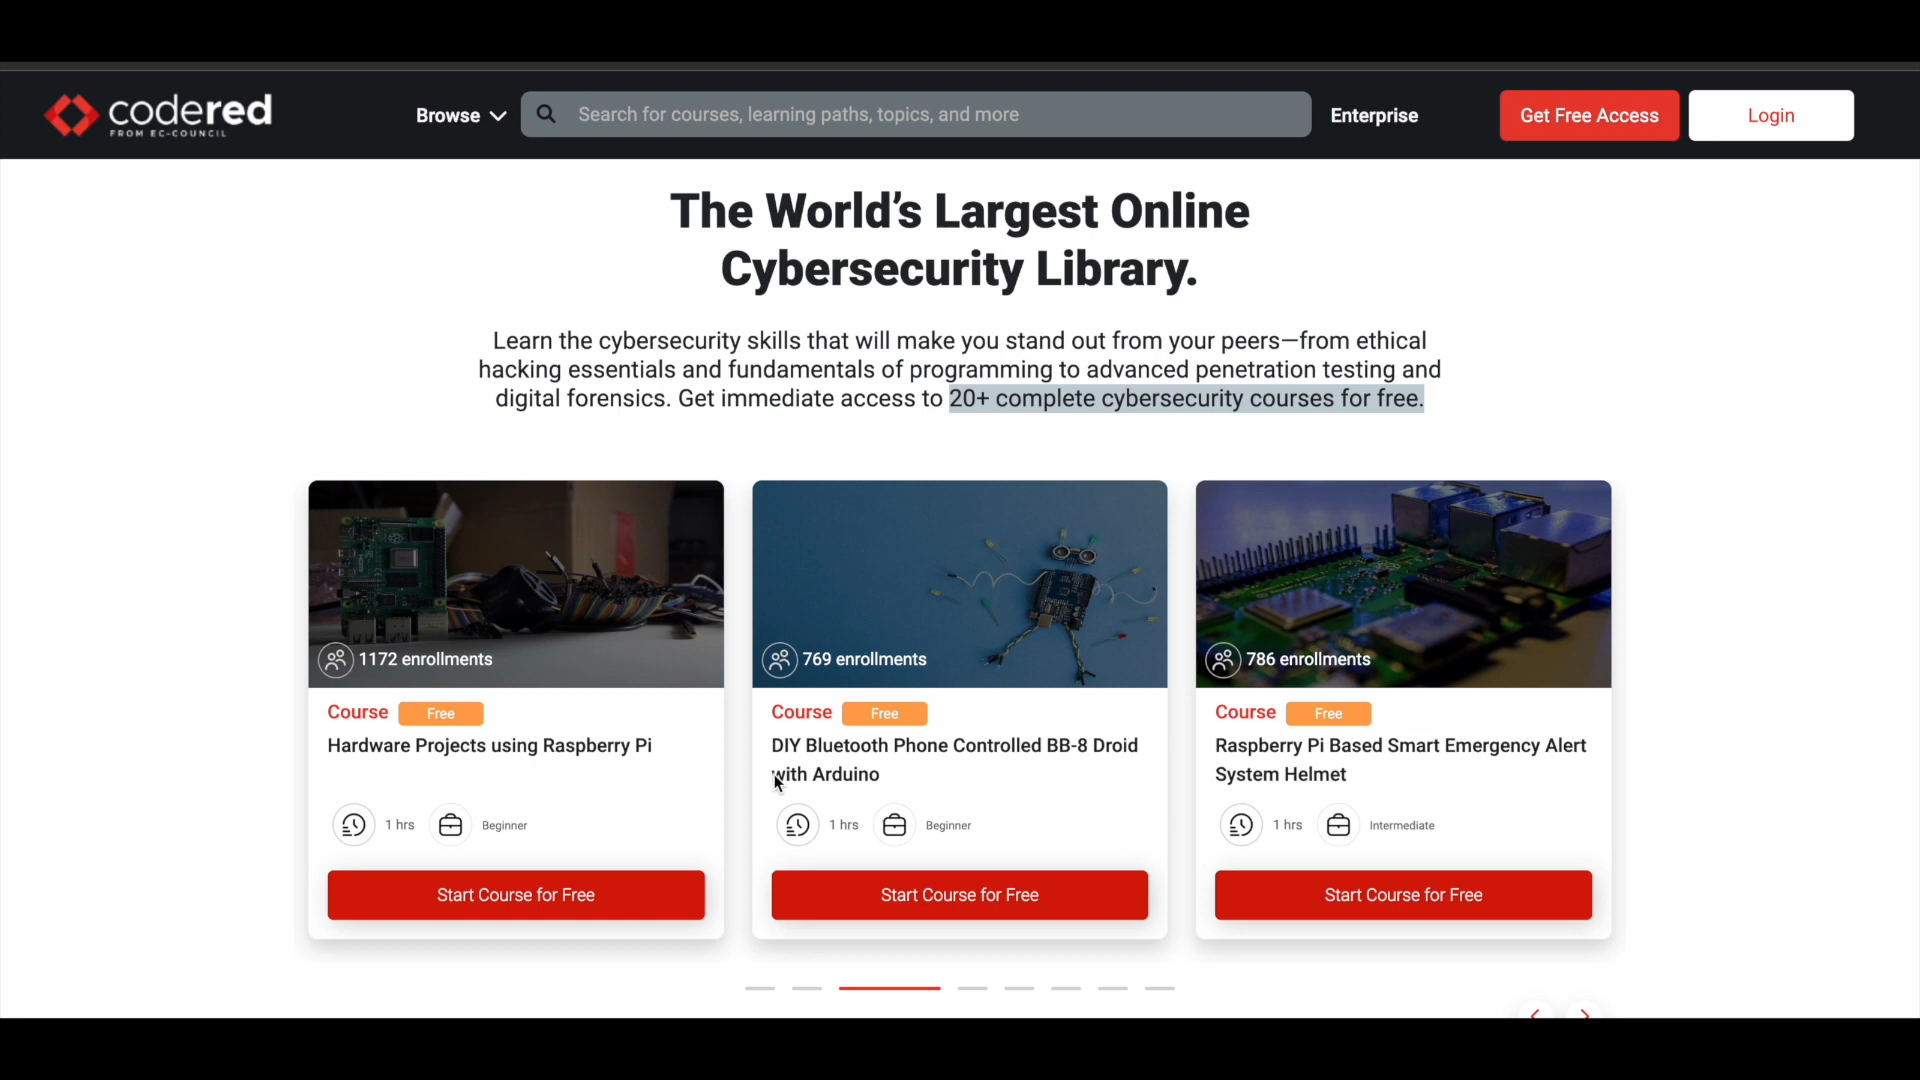 codered
FROM EC-COUNCIL
Browse
Search for courses, learning paths, topics, and more
Enterprise
Get Free Access
Login
The World’s Largest Online
Cybersecurity Library.
Learn the cybersecurity skills that will make you stand out from your peers—from ethical
hacking essentials and fundamentals of programming to advanced penetration testing and
digital forensics. Get immediate access to 20+ complete cybersecurity courses for free.
1172 enrollments
Course Free
Hardware Projects using Raspberry Pi
1 hrs Beginner
Start Course for Free
769 enrollments
Course Free
DIY Bluetooth Phone Controlled BB-8 Droid
with Arduino
1 hrs Beginner
Start Course for Free
786 enrollments
Course Free
Raspberry Pi Based Smart Emergency Alert
System Helmet
1 hrs Intermediate
Start Course for Free